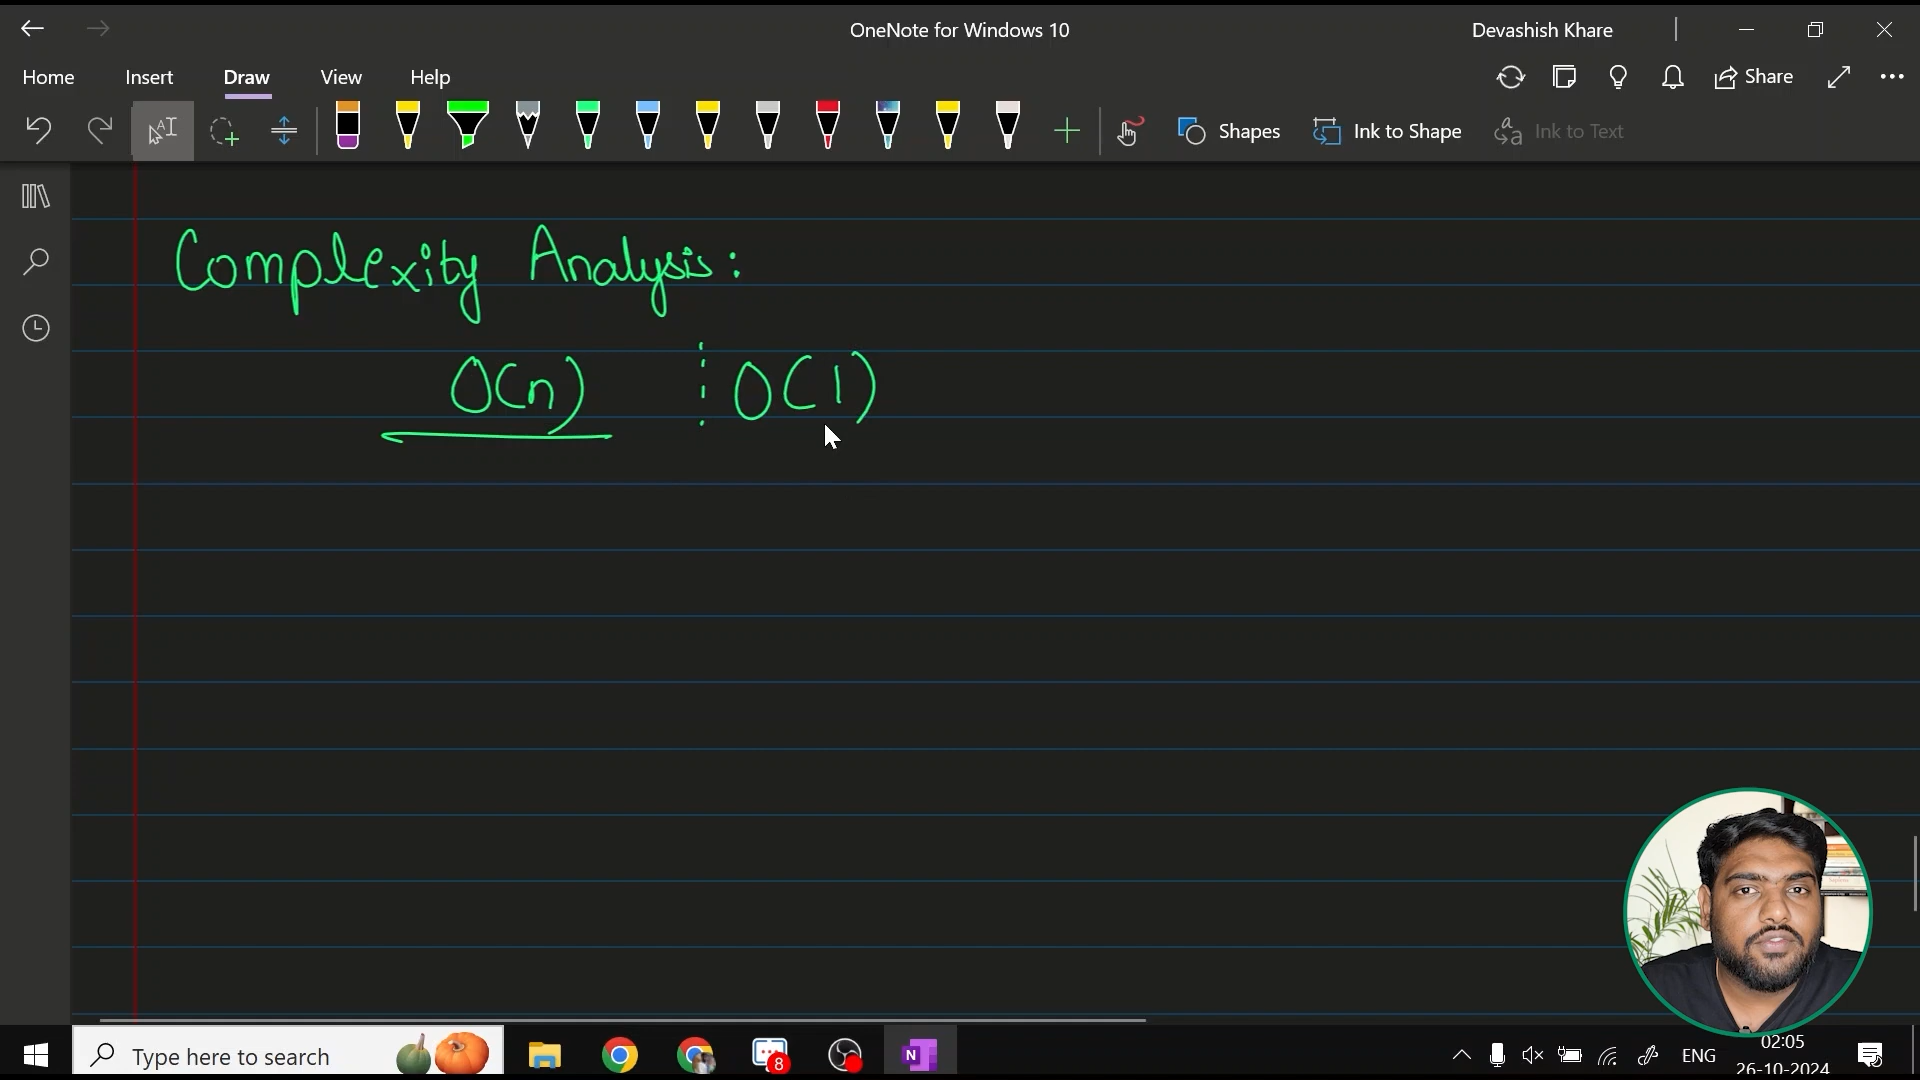 OneNote for Windows 10
Devashish Khare
Home Insert Draw View Help
Share
Shapes
Ink to Shape
Ink to Text
Complexity Analysis:
O(n) O(1)
Type here to search
8
N
ENG
02:05
26-10-2024